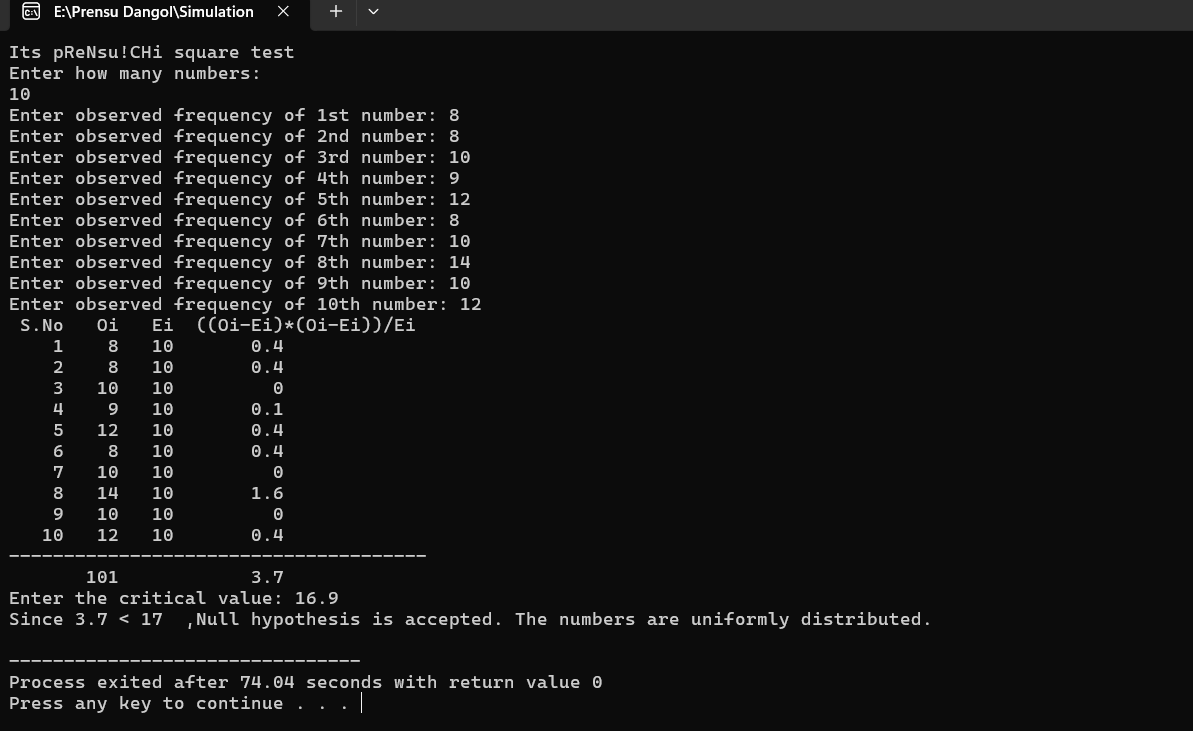 E:\Prensu Dangol\Simulation
Its pReNsu!CHi square test
Enter how many numbers:
10
Enter observed frequency of 1st number: 8
Enter observed frequency of 2nd number: 8
Enter observed frequency of 3rd number: 10
Enter observed frequency of 4th number: 9
Enter observed frequency of 5th number: 12
Enter observed frequency of 6th number: 8
Enter observed frequency of 7th number: 10
Enter observed frequency of 8th number: 14
Enter observed frequency of 9th number: 10
Enter observed frequency of 10th number: 12
 S.No   Oi   Ei  ((Oi-Ei)*(Oi-Ei))/Ei
    1    8   10       0.4
    2    8   10       0.4
    3   10   10         0
    4    9   10       0.1
    5   12   10       0.4
    6    8   10       0.4
    7   10   10         0
    8   14   10       1.6
    9   10   10         0
   10   12   10       0.4
--------------------------------------
       101            3.7
Enter the critical value: 16.9
Since 3.7 < 17  ,Null hypothesis is accepted. The numbers are uniformly distributed.
--------------------------------
Process exited after 74.04 seconds with return value 0
Press any key to continue . . .